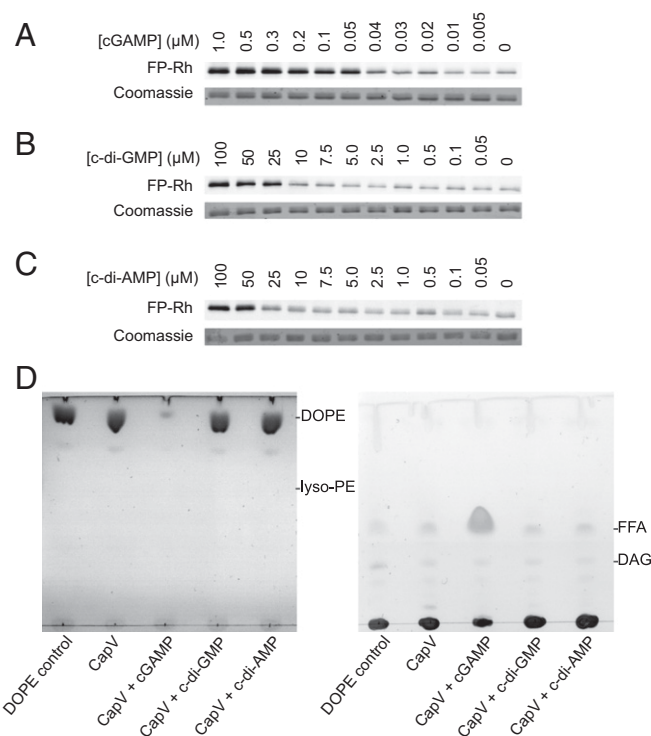 A
[cGAMP] (μM) 1.0 0.5 0.3 0.2 0.1 0.05 0.04 0.03 0.02 0.01 0.005 0
FP-Rh
Coomassie
B
[c-di-GMP] (μM) 100 50 25 10 7.5 5.0 2.5 1.0 0.5 0.1 0.05 0
FP-Rh
Coomassie
C
[c-di-AMP] (μM) 100 50 25 10 7.5 5.0 2.5 1.0 0.5 0.1 0.05 0
FP-Rh
Coomassie
D
-DOPE
-lyso-PE
-FFA
-DAG
DOPE control
CapV
CapV + cGAMP
CapV + c-di-GMP
CapV + c-di-AMP
DOPE control
CapV
CapV + cGAMP
CapV + c-di-GMP
CapV + c-di-AMP